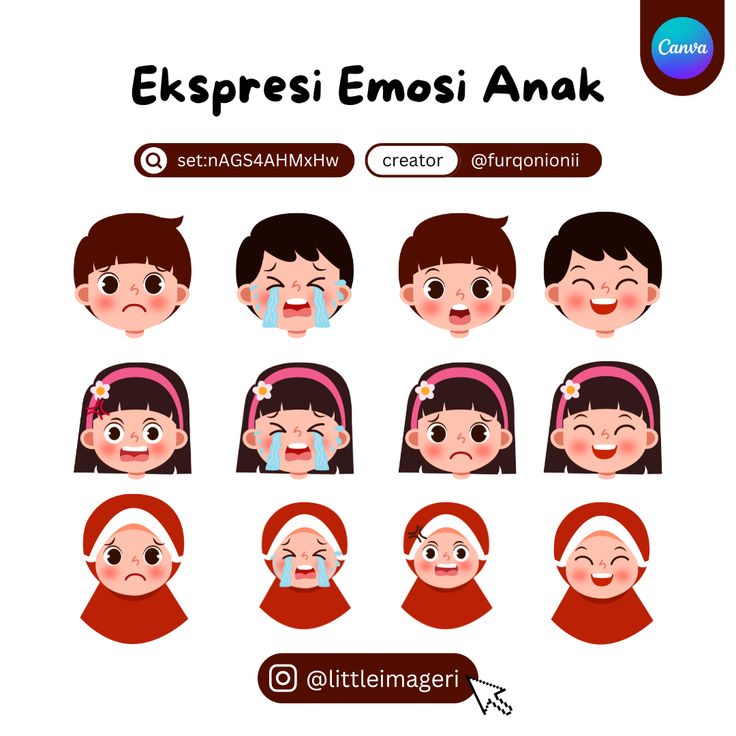 Canva
Ekspresi Emosi Anak
set:nAGS4AHMxHw
creator @furqonionii
@littleimageri